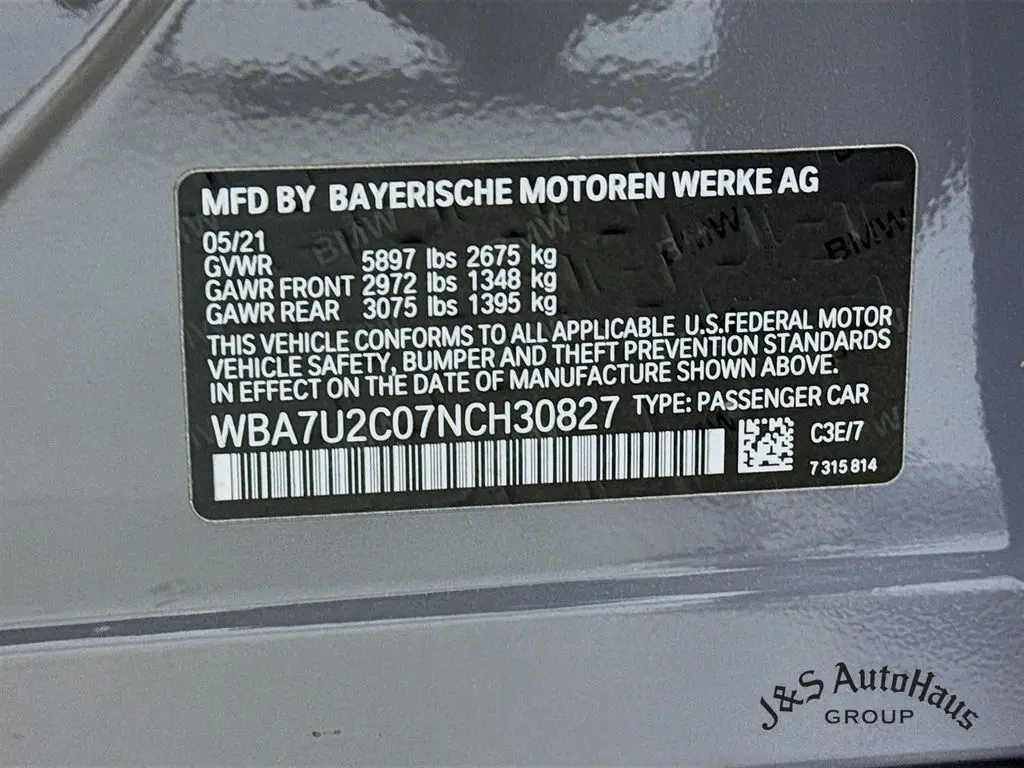 MFD BY BAYERISCHE MOTOREN WERKE AG
05/21
GVWR 5897 lbs 2675 kg
GAWR FRONT 2972 lbs 1348 kg
GAWR REAR 3075 lbs 1395 kg
THIS VEHICLE CONFORMS TO ALL APPLICABLE U.S.FEDERAL MOTOR
VEHICLE SAFETY, BUMPER AND THEFT PREVENTION STANDARDS
IN EFFECT ON THE DATE OF MANUFACTURE SHOWN ABOVE.
WBA7U2C07NCH30827 TYPE: PASSENGER CAR
C3E/7
7 315 814
BMW
BMW
BMW
J&S AutoHaus
GROUP